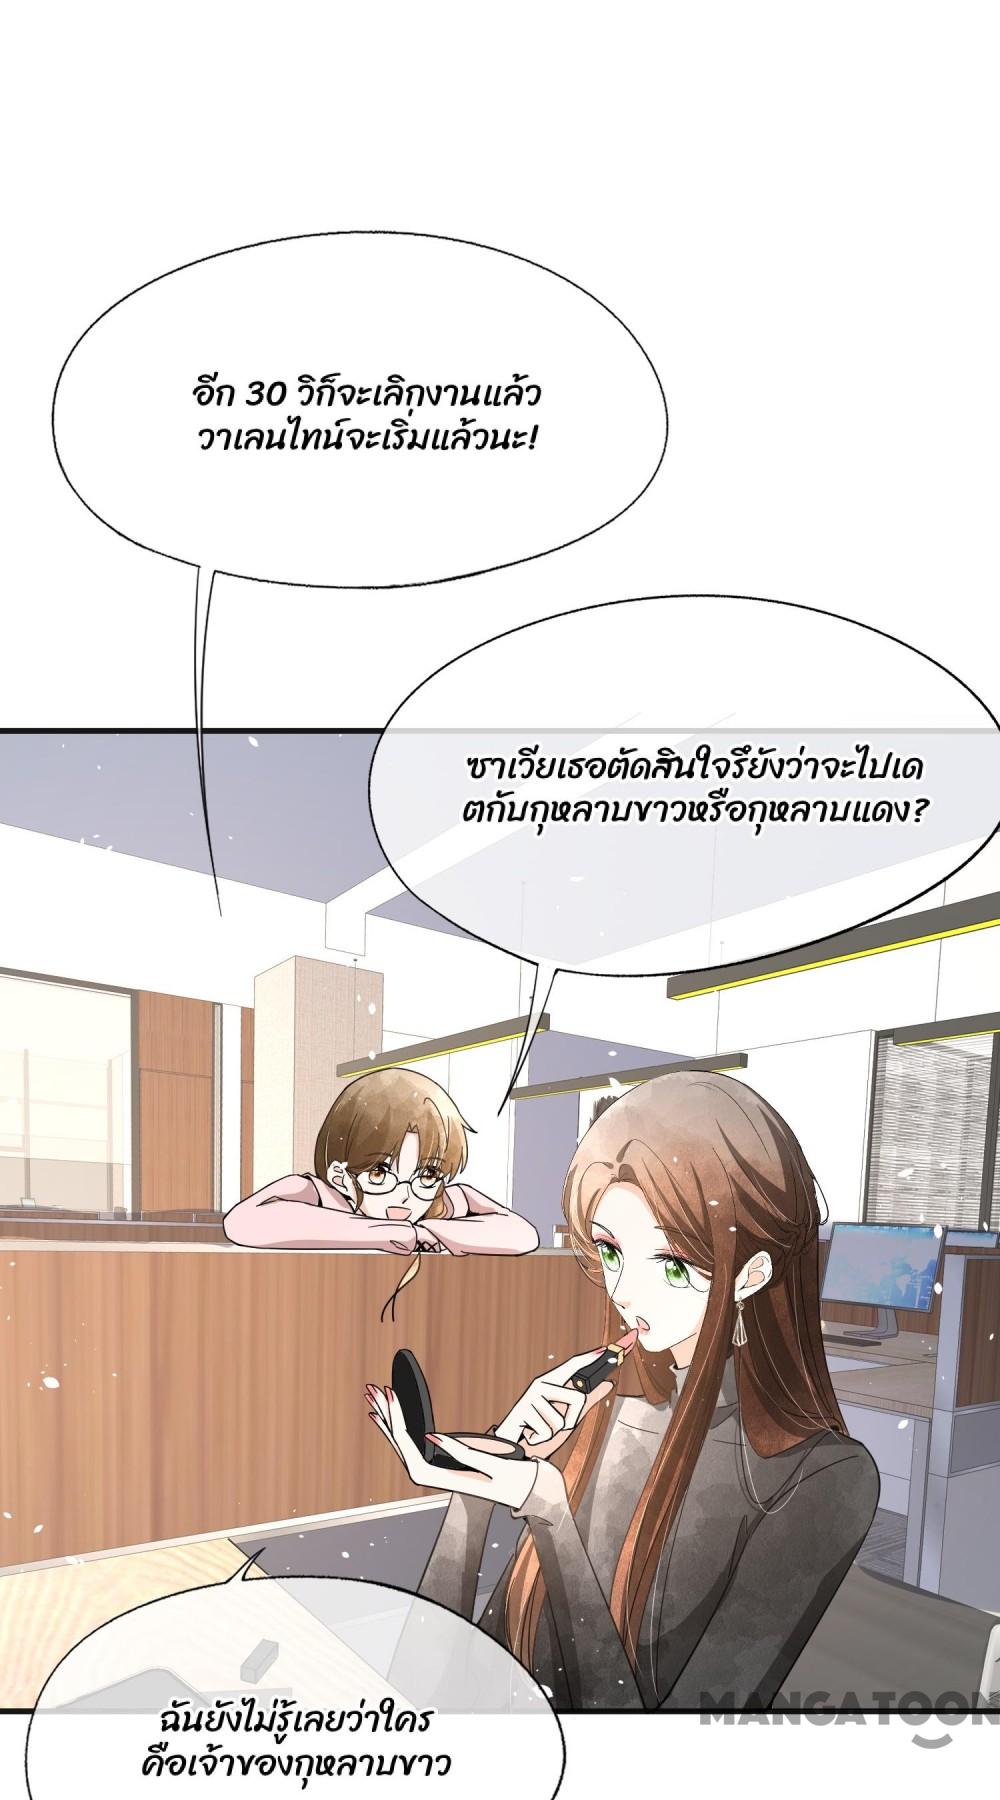 อีก 30 วิก็จะเลิกงานแล้ว
วาเลนไทน์จะเริ่มแล้วนะ!
ซาเวียเธอตัดสินใจรึยังว่าจะไปเด
ตกับกุหลาบขาวหรือกุหลาบแดง?
ฉันยังไม่รู้เลยว่าใคร
คือเจ้าของกุหลาบขาว
MANGATOON